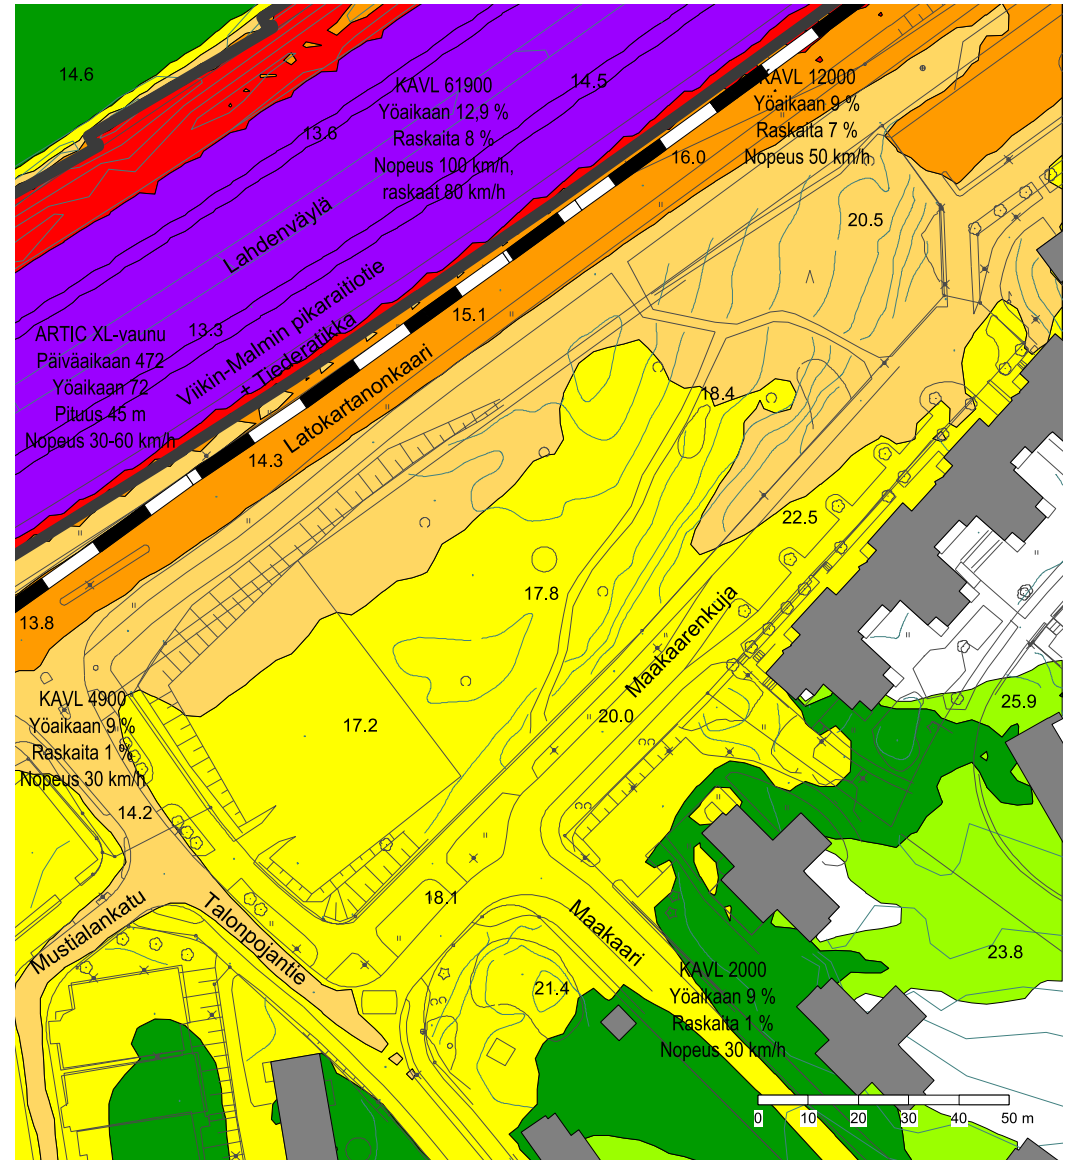 14.6
KAVL 61900
Yöaikaan 12,9 %
Raskaita 8 %
Nopeus 100 km/h,
raskaat 80 km/h
14.5
13.6
KAVL 12000
Yöaikaan 9 %
Raskaita 7 %
Nopeus 50 km/h
16.0
20.5
Lahdenväylä
Viikin-Malmin pikaraitiotie
+ Tiederatikka
13.3
ARTIC XL-vaunu
Päiväaikaan 472
Yöaikaan 72
Pituus 45 m
Nopeus 30-60 km/h
15.1
Latokartanonkaari
14.3
18.4
22.5
17.8
13.8
Maakaarenkuja
KAVL 4900
Yöaikaan 9 %
Raskaita 1 %
Nopeus 30 km/h
17.2
20.0
25.9
14.2
18.1
Mustialankatu
Talonpojantie
Maakaari
23.8
21.4
KAVL 2000
Yöaikaan 9 %
Raskaita 1 %
Nopeus 30 km/h
0 10 20 30 40 50 m